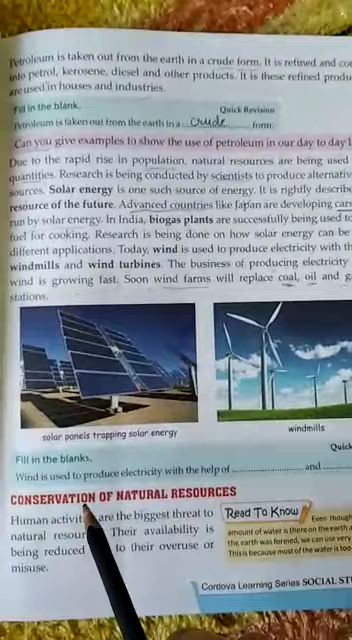 Petroleum is taken out from the earth in a crude form. It is refined and
into petrol, kerosene, diesel and other products. It is these refined
are used in houses and industries.
Fill in the blank.
Quick Revision
Petroleum is taken out from the earth in a crude form.
Can you give examples to show the use of petroleum in our day to day
Due to the rapid rise in population, natural resources are being used
quantities. Research is being conducted by scientists to produce
sources. Solar energy is one such source of energy. It is rightly
resource of the future. Advanced countries like Japan are developing cars
run by solar energy. In India, biogas plants are successfully being used to
fuel for cooking. Research is being done on how solar energy can be
different applications. Today, wind is used to produce electricity with
windmills and wind turbines. The business of producing electricity
wind is growing fast. Soon wind farms will replace coal, oil and
stations.
solar panels trapping solar energy
windmills
Fill in the blanks.
Quick
Wind is used to produce electricity with the help of .................... and ..........
CONSERVATION OF NATURAL RESOURCES
Human are the biggest threat to
natural Their availability is
being reduced to their overuse or
misuse.
Read To Know
Even though
amount of water is there on the earth
the earth was formed, we can use very
This is because most of the water is too
Cordova Learning Series SOCIAL